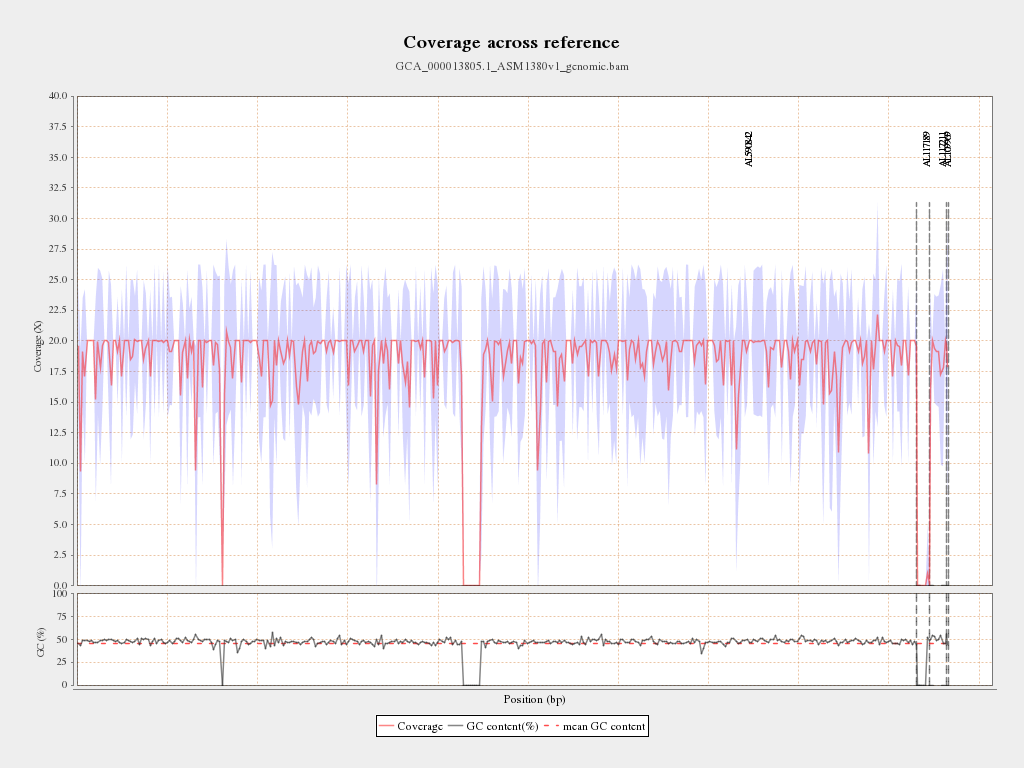 Coverage across reference
GCA_000013805.1_ASM1380v1_genomic.bam
40.0
37.5
35.0
32.5
30.0
27.5
25.0
22.5
20.0
17.5
15.0
12.5
10.0
7.5
5.0
2.5
0.0
Coverage (X)
AL590842
AL117189
AL117211
AL109969
100
75
50
25
0
GC (%)
Position (bp)
Coverage GC content(%) mean GC content